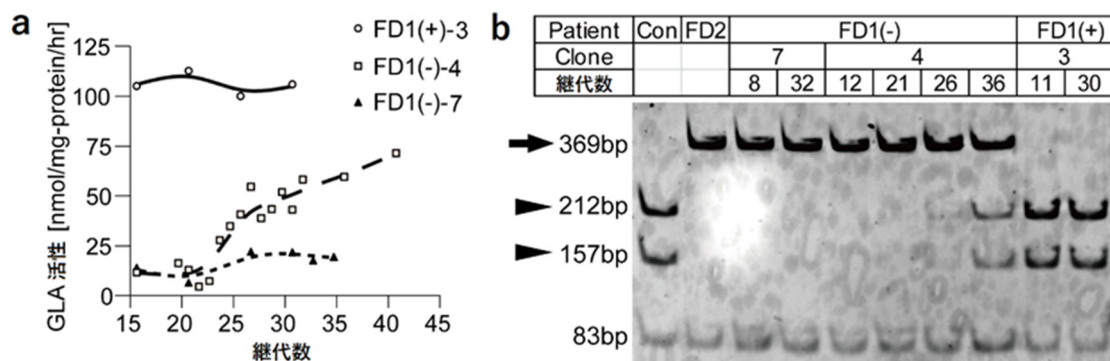 a
GLA 活性 [nmol/mg-protein/hr]
125
100
75
50
25
0
15 20 25 30 35 40 45
継代数
FD1(+)-3
FD1(-)-4
FD1(-)-7
b
Patient Con FD2 FD1(-) FD1(+)
Clone 7 4 3
継代数 8 32 12 21 26 36 11 30
369bp
212bp
157bp
83bp